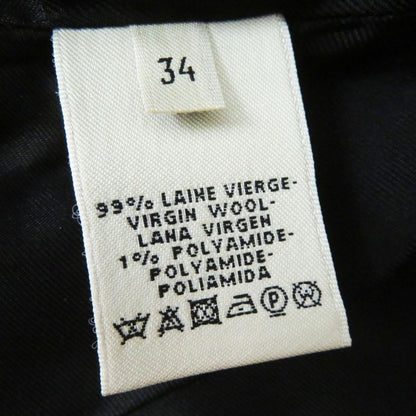 34
99% LAINE VIERGE-
VIRGIN WOOL-
LANA VIRGEN
1% POLYAMIDE-
POLYAMIDE-
POLIAMIDA
P W